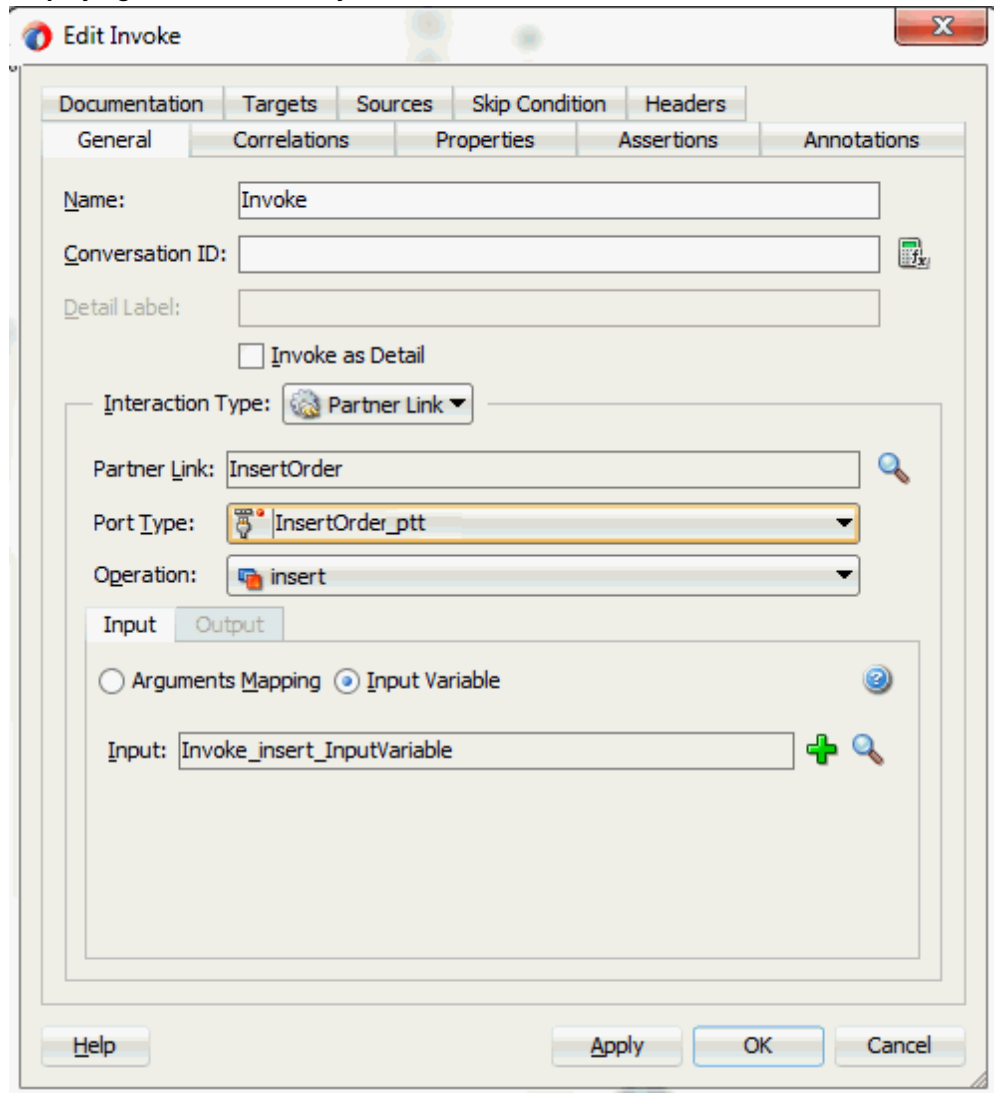 Edit Invoke
Documentation Targets Sources Skip Condition Headers
General Correlations Properties Assertions Annotations
Name: Invoke
Conversation ID:
Detail Label:
Invoke as Detail
Interaction Type: Partner Link
Partner Link: InsertOrder
Port Type: InsertOrder_ptt
Operation: insert
Input Output
Arguments Mapping Input Variable
Input: Invoke_insert_InputVariable
Help Apply OK Cancel